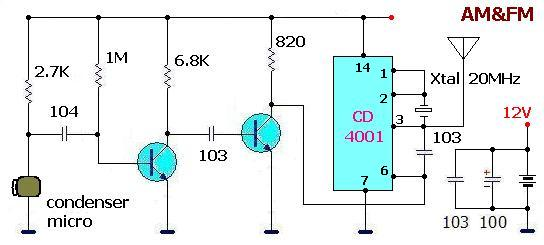 AM&FM
2.7K
1M
6.8K
820
104
103
condenser
micro
14
1
2
3
6
7
CD
4001
Xtal 20MHz
103
12V
103 100
+